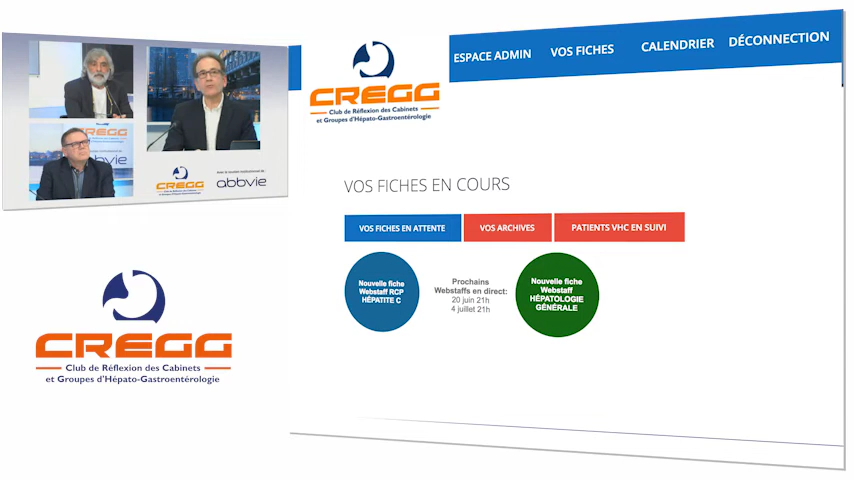 CREGG
abbvie
CREGG
abbvie
CREGG
Club de Réflexion des Cabinets
et Groupes d'Hépato-Gastroentérologie
CREGG
Club de Réflexion des Cabinets
et Groupes d'Hépato-Gastroentérologie
ESPACE ADMIN
VOS FICHES
CALENDRIER
DÉCONNECTION
VOS FICHES EN COURS
VOS FICHES EN ATTENTE
VOS ARCHIVES
PATIENTS VHC EN SUIVI
Nouvelle fiche
Webstaff RCP
HÉPATITE C
Prochains
Webstaffs en direct:
20 juin 21h
4 juillet 21h
Nouvelle fiche
Webstaff
HÉPATOLOGIE
GÉNÉRALE